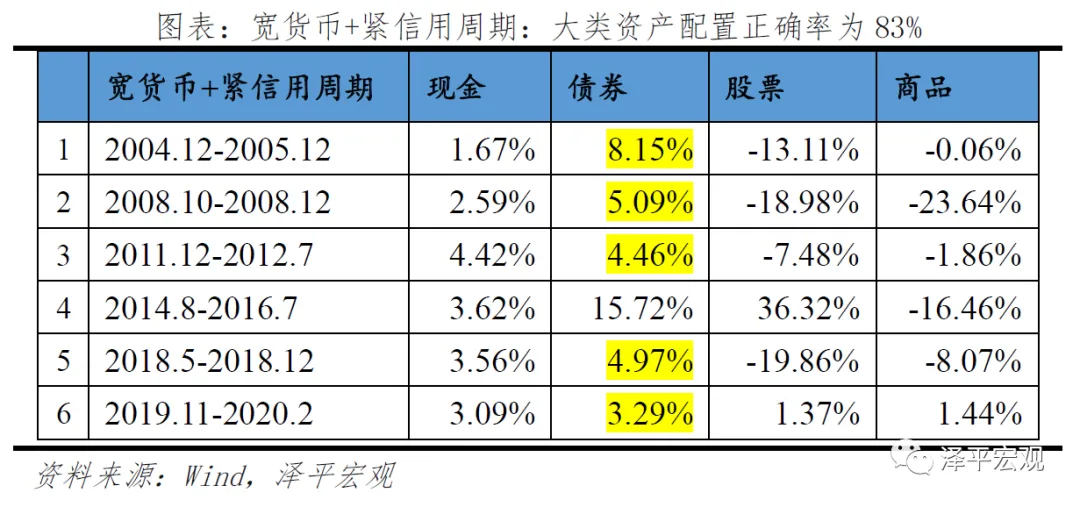 图表：宽货币+紧信用周期：大类资产配置正确率为83%
宽货币+紧信用周期 现金 债券 股票 商品
1 2004.12-2005.12 1.67% 8.15% -13.11% -0.06%
2 2008.10-2008.12 2.59% 5.09% -18.98% -23.64%
3 2011.12-2012.7 4.42% 4.46% -7.48% -1.86%
4 2014.8-2016.7 3.62% 15.72% 36.32% -16.46%
5 2018.5-2018.12 3.56% 4.97% -19.86% -8.07%
6 2019.11-2020.2 3.09% 3.29% 1.37% 1.44%
资料来源：Wind，泽平宏观
泽平宏观